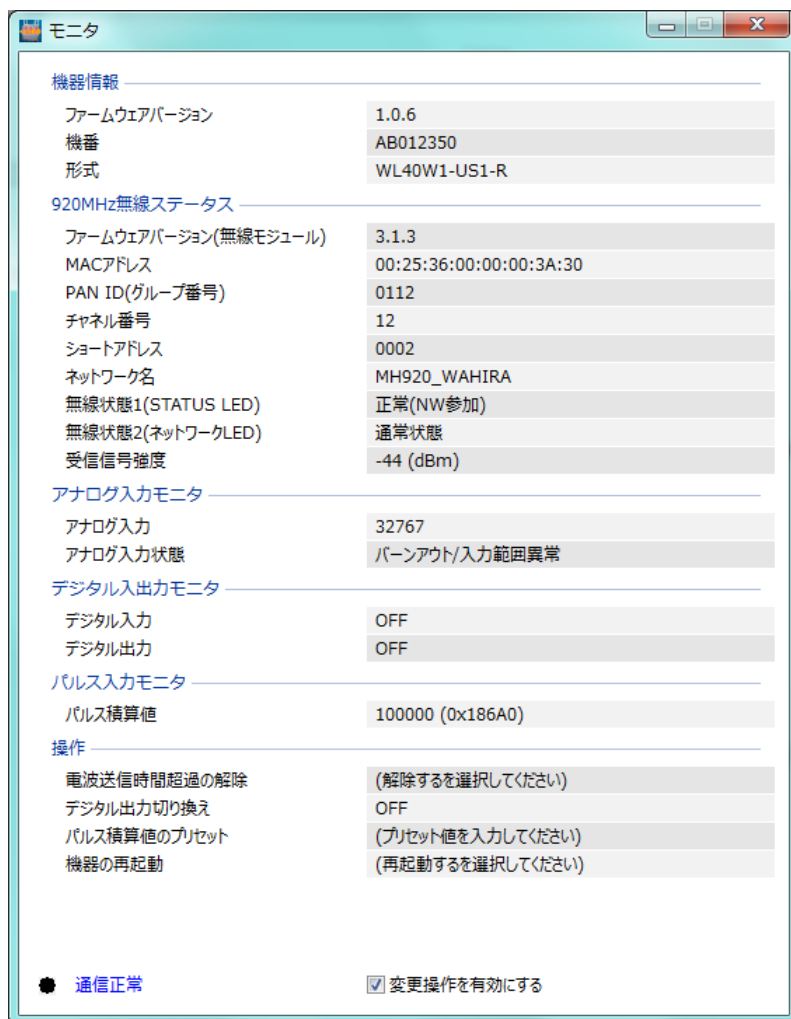 モニタ
機器情報
ファームウェアバージョン 1.0.6
機番 AB012350
形式 WL40W1-US1-R
920MHz無線ステータス
ファームウェアバージョン(無線モジュール) 3.1.3
MACアドレス 00:25:36:00:00:00:3A:30
PAN ID(グループ番号) 0112
チャネル番号 12
ショートアドレス 0002
ネットワーク名 MH920_WAHIRA
無線状態1(STATUS LED) 正常(NW参加)
無線状態2(ネットワークLED) 通常状態
受信信号強度 -44 (dBm)
アナログ入力モニタ
アナログ入力 32767
アナログ入力状態 バーンアウト/入力範囲異常
デジタル入出力モニタ
デジタル入力 OFF
デジタル出力 OFF
パルス入力モニタ
パルス積算値 100000 (0x186A0)
操作
電波送信時間超過の解除 (解除するを選択してください)
デジタル出力切り換え OFF
パルス積算値のプリセット (プリセット値を入力してください)
機器の再起動 (再起動するを選択してください)
通信正常 変更操作を有効にする